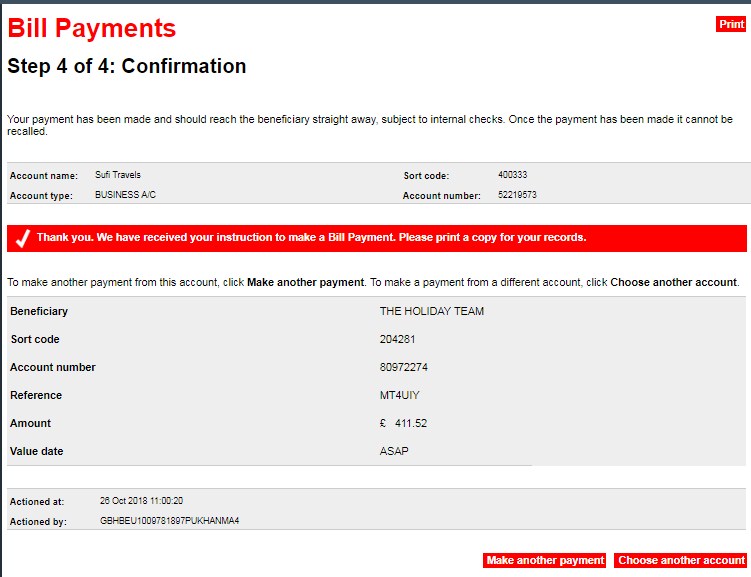 Bill Payments
Print
Step 4 of 4: Confirmation
Your payment has been made and should reach the beneficiary straight away, subject to internal checks. Once the payment has been made it cannot be
recalled.
Account name: Sufi Travels Sort code: 400333
Account type: BUSINESS A/C Account number: 52219573
Thank you. We have received your instruction to make a Bill Payment. Please print a copy for your records.
To make another payment from this account, click Make another payment. To make a payment from a different account, click Choose another account.
Beneficiary THE HOLIDAY TEAM
Sort code 204281
Account number 80972274
Reference MT4UIY
Amount £ 411.52
Value date ASAP
Actioned at: 26 Oct 2018 11:00:20
Actioned by: GBHBEU1009781897PUKHANMA4
Make another payment Choose another account